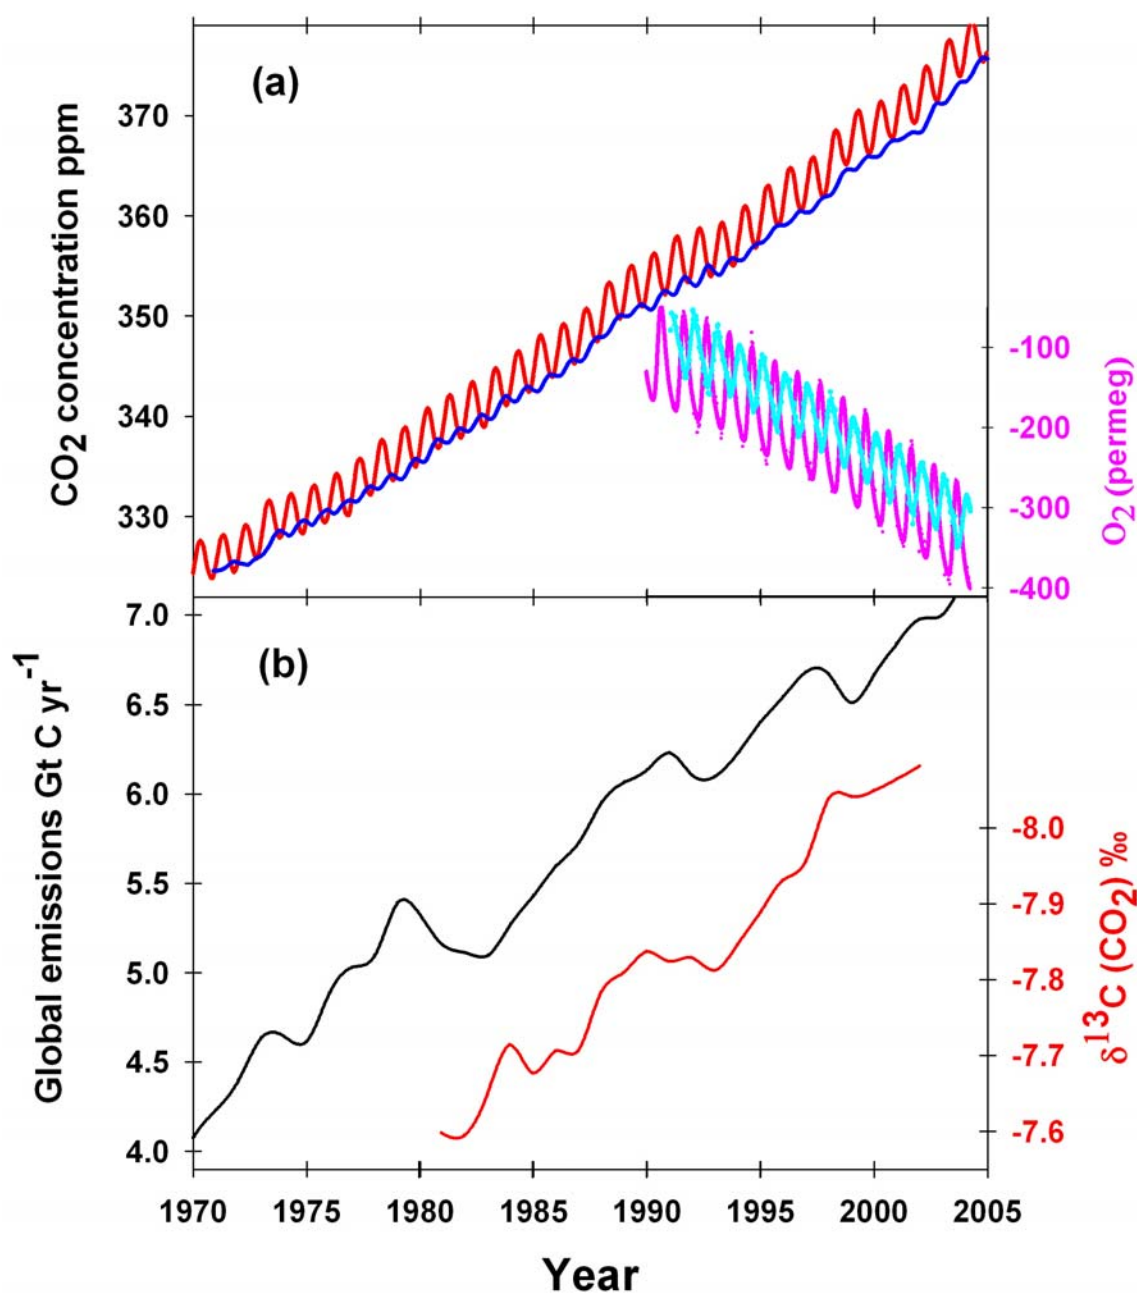 (a)
CO2 concentration ppm
370
360
350
340
330
-100
-200
-300
-400
O2 (permeg)
(b)
Global emissions Gt C yr-1
7.0
6.5
6.0
5.5
5.0
4.5
4.0
-8.0
-7.9
-7.8
-7.7
-7.6
δ13C (CO2) ‰
1970 1975 1980 1985 1990 1995 2000 2005
Year